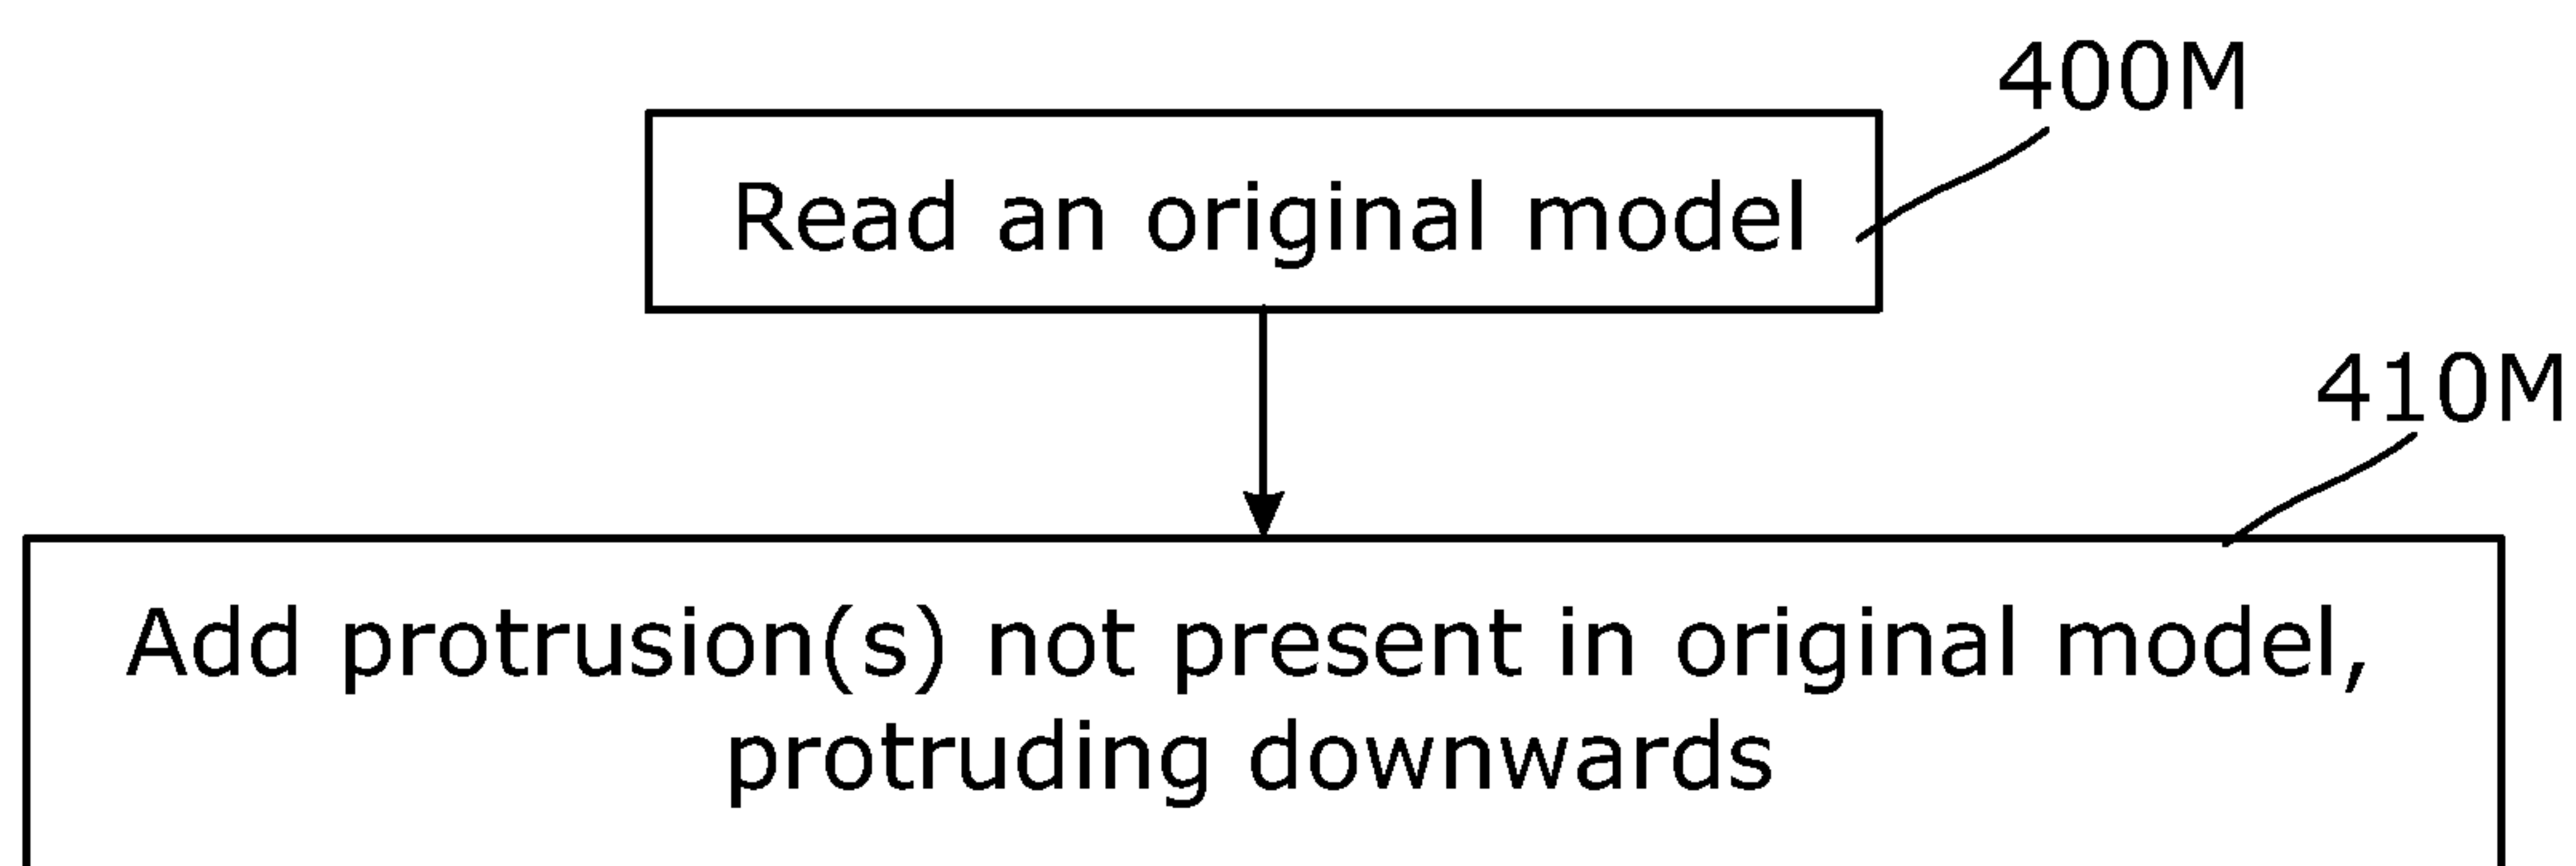 400M
Read an original model
410M
Add protrusion(s) not present in original model,
protruding downwards